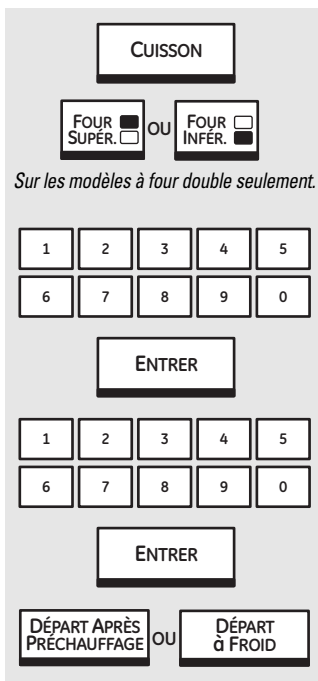 CUISSON
FOUR
SUPÉR. OU FOUR
INFÉR.
Sur les modèles à four double seulement.
1 2 3 4 5
6 7 8 9 0
ENTRER
1 2 3 4 5
6 7 8 9 0
ENTRER
DÉPART APRÈS
PRÉCHAUFFAGE OU DÉPART
à FROID